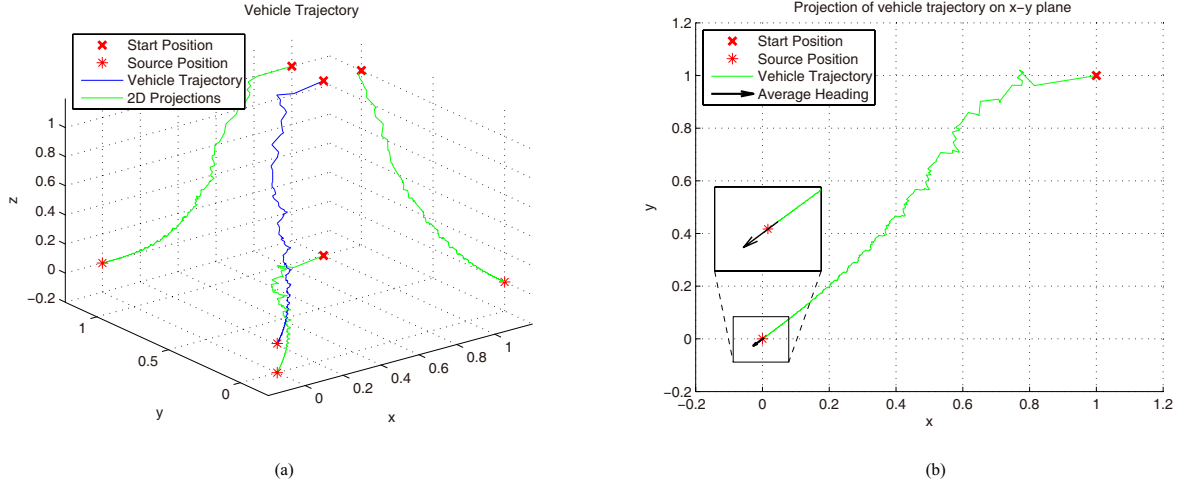 Vehicle Trajectory
Start Position
Source Position
Vehicle Trajectory
2D Projections
1
0.8
0.6
0.4
0.2
0
−0.2
z
1
0.5
0
y
0
0.2
0.4
0.6
0.8
1
x
(a)
Projection of vehicle trajectory on x−y plane
Start Position
Source Position
Vehicle Trajectory
Average Heading
1.2
1
0.8
0.6
0.4
0.2
0
−0.2
y
−0.2
0
0.2
0.4
0.6
0.8
1
1.2
x
(b)